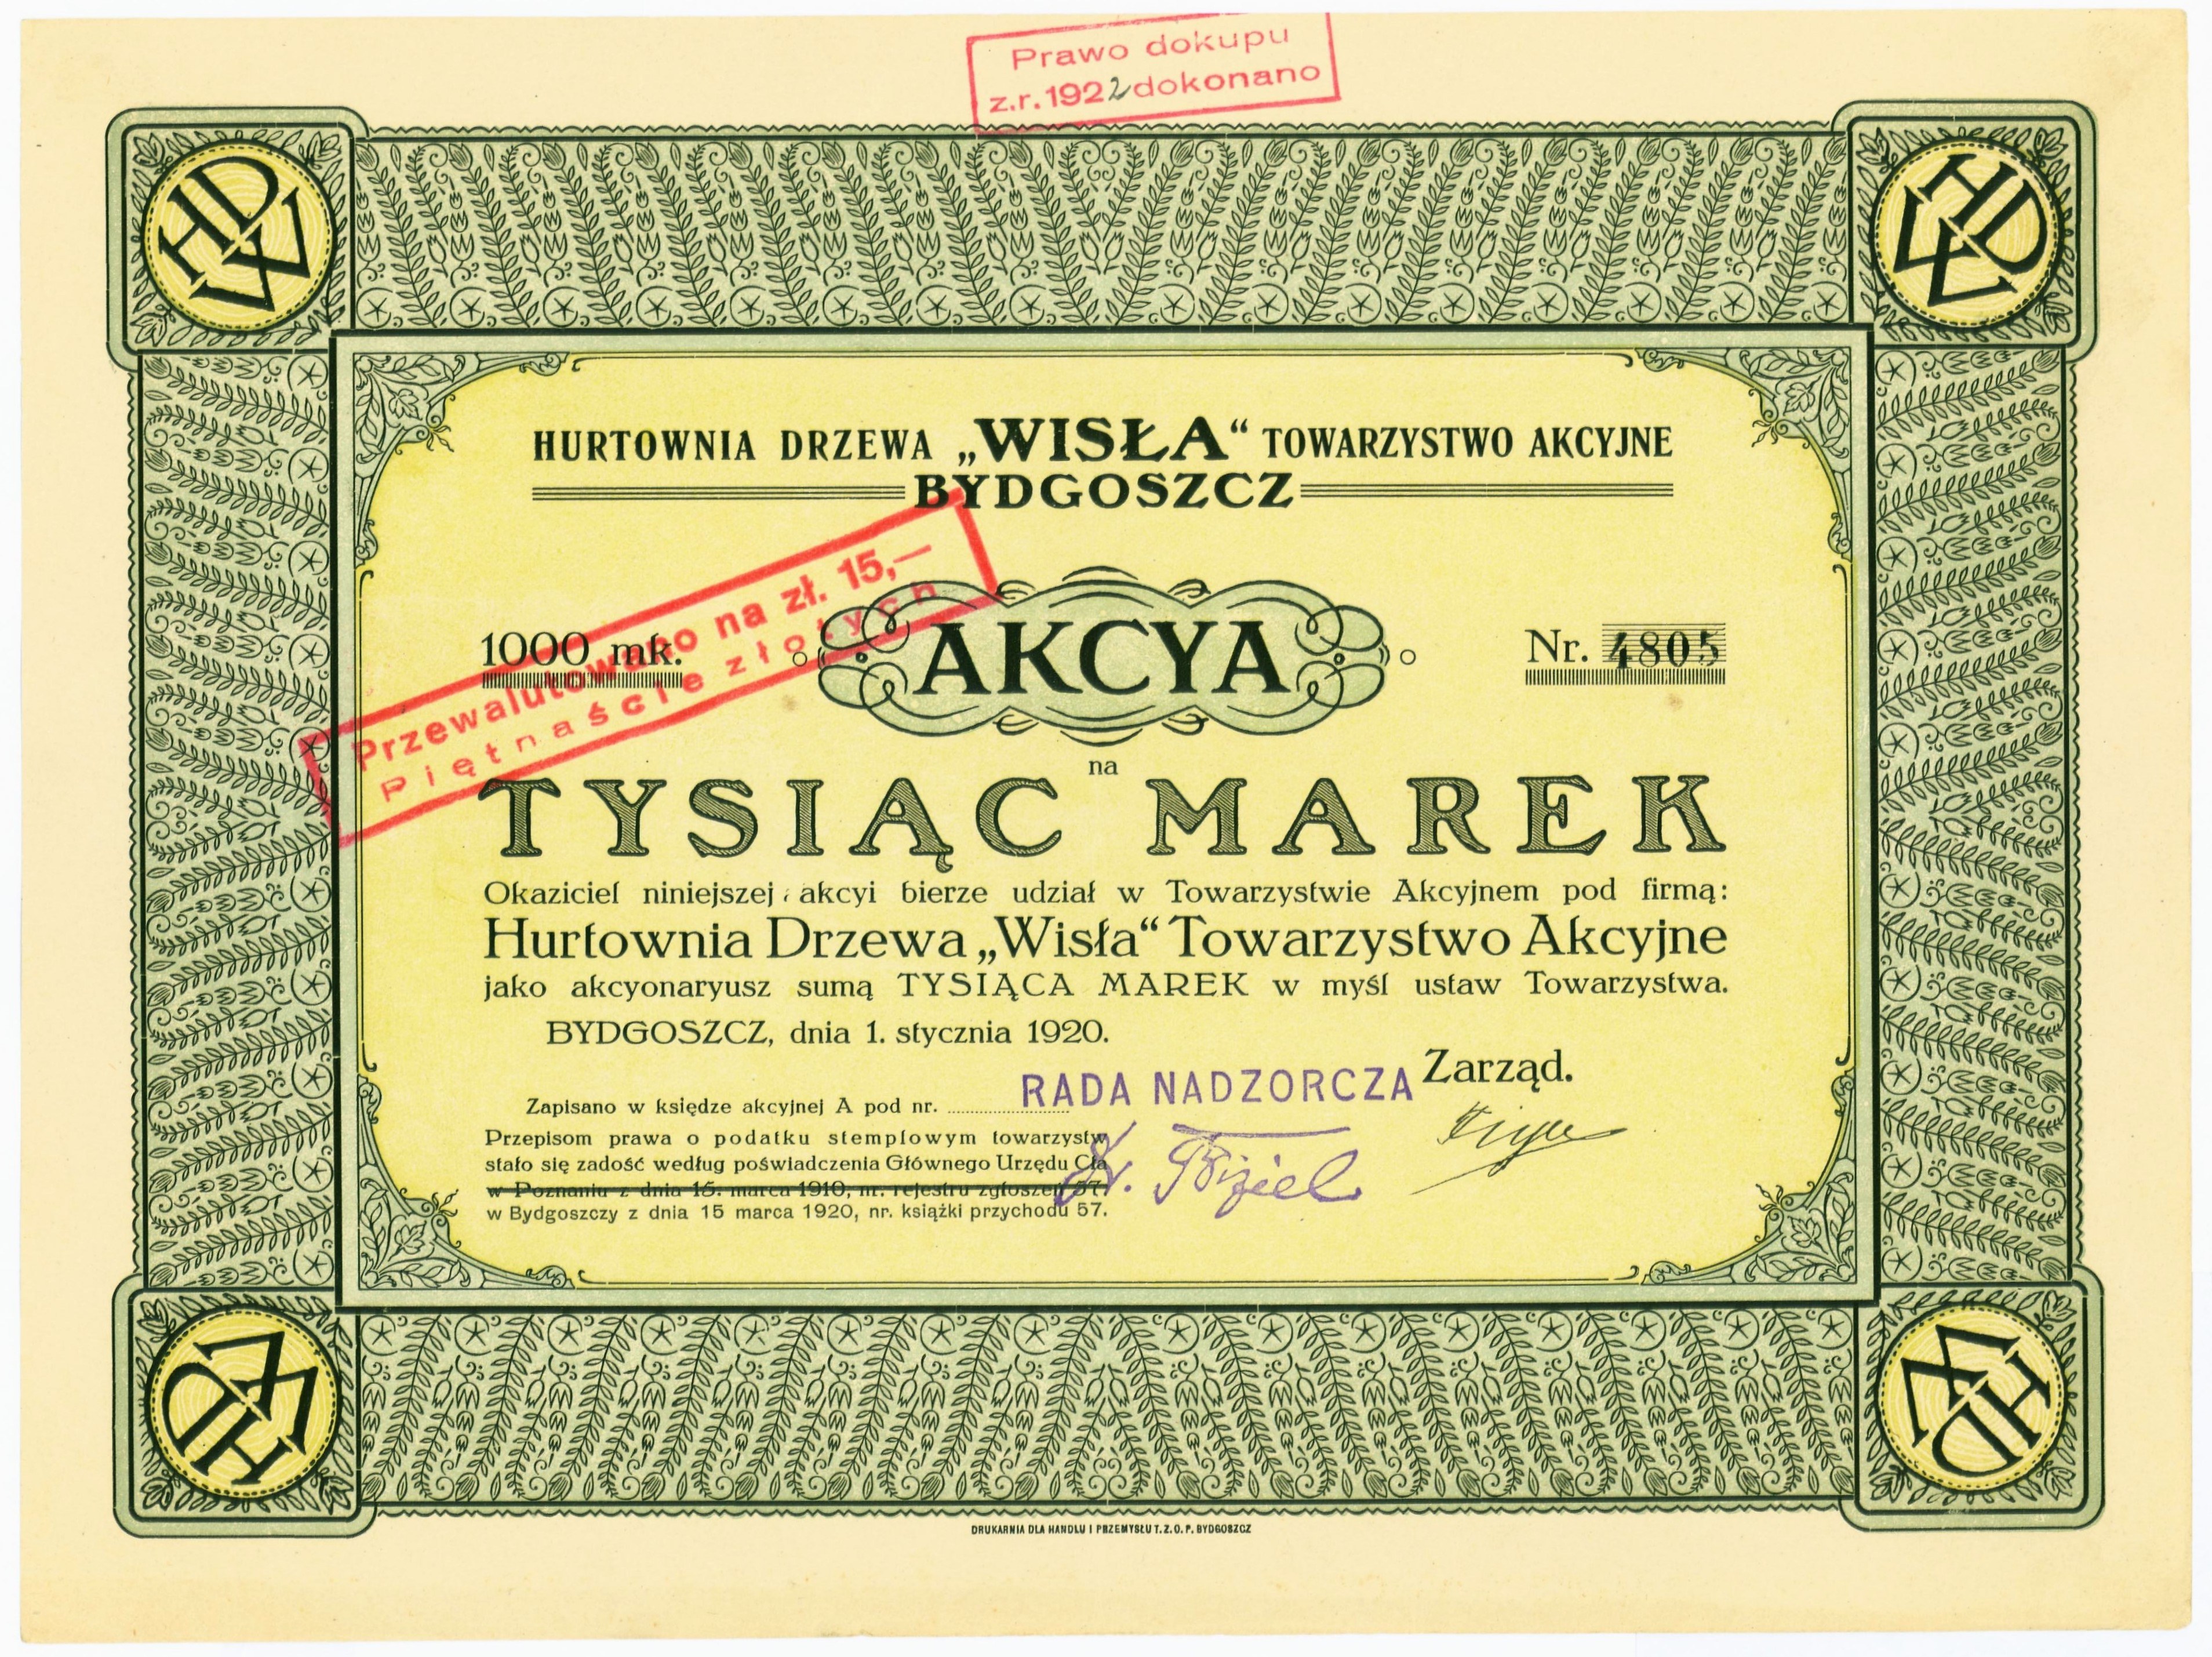 Prawo dokupu
z.r. 1922 dokonano
HDW
HDW
HURTOWNIA DRZEWA „WISŁA“ TOWARZYSTWO AKCYJNE
BYDGOSZCZ
Przewalutowano na zł. 15,—
Piętnaście złotych
1000 mk.
AKCYA
Nr. 4805
na
TYSIĄC MAREK
Okaziciel niniejszej akcyi bierze udział w Towarzystwie Akcyjnem pod firmą:
Hurtownia Drzewa „Wisła“ Towarzystwo Akcyjne
jako akcyonaryusz sumą TYSIĄCA MAREK w myśl ustaw Towarzystwa.
BYDGOSZCZ, dnia 1. stycznia 1920.
RADA NADZORCZA
Zarząd.
Zapisano w księdze akcyjnej A pod nr.
Przepisom prawa o podatku stemplowym towarzystw
stało się zadość według poświadczenia Głównego Urzędu Cła
w Poznaniu z dnia 15. marca 1910, nr. rejestru zgłoszeń 57.
w Bydgoszczy z dnia 15 marca 1920, nr. książki przychodu 57.
HDW
HDW
DRUKARNIA DLA HANDLU I PRZEMYSŁU T. Z. O. P. BYDGOSZCZ